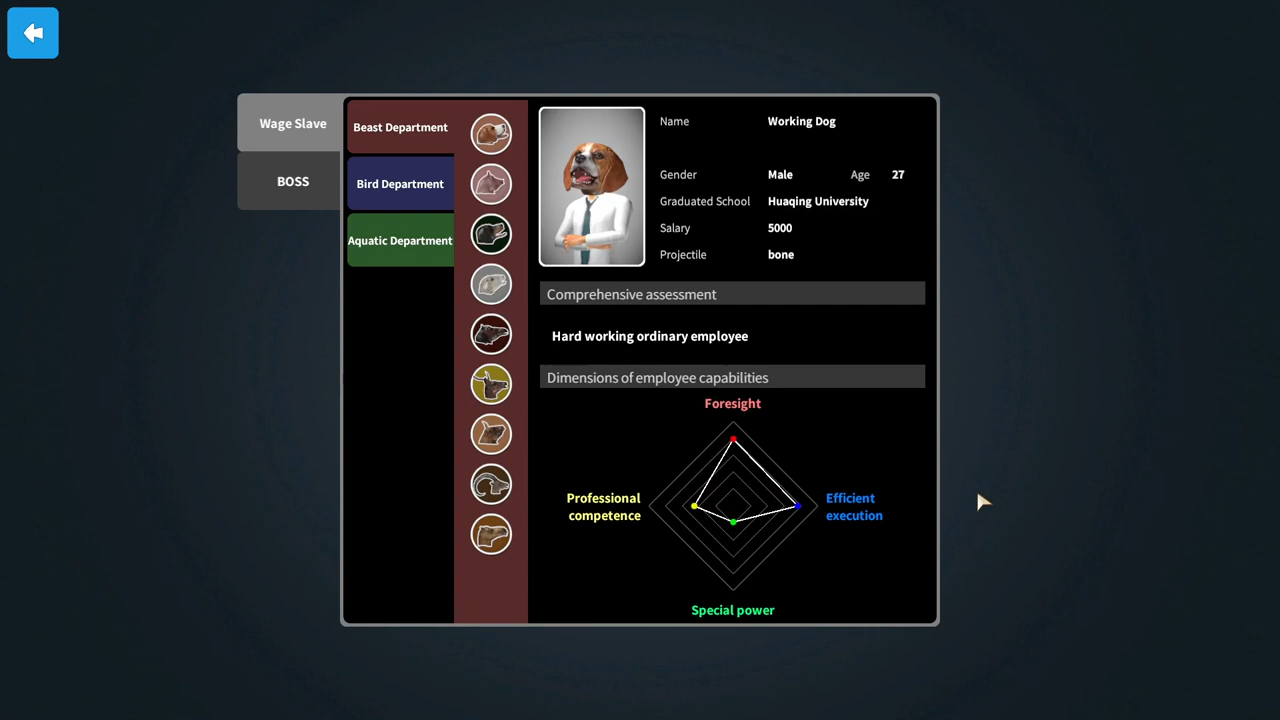 Wage Slave
BOSS
Beast Department
Bird Department
Aquatic Department
Name Working Dog
Gender Male Age 27
Graduated School Huaqing University
Salary 5000
Projectile bone
Comprehensive assessment
Hard working ordinary employee
Dimensions of employee capabilities
Foresight
Professional
competence
Efficient
execution
Special power